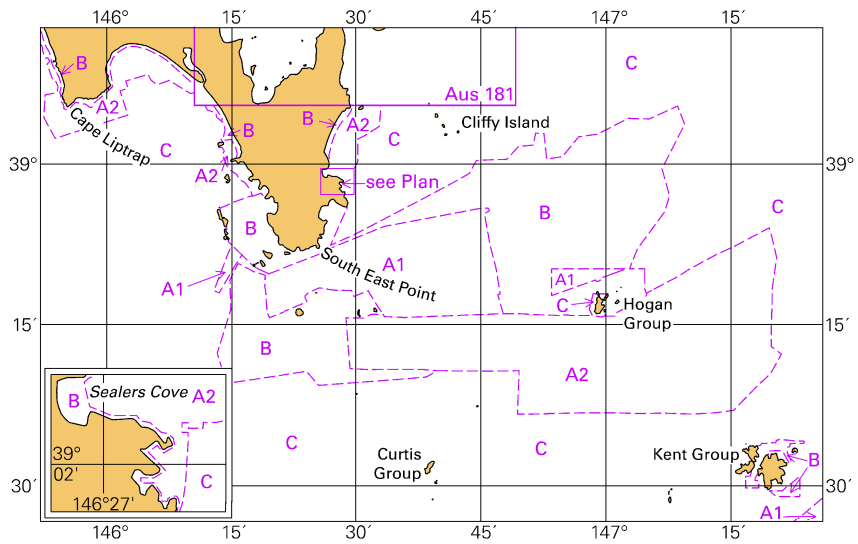 146° 15′ 30′ 45′ 147° 15′
B
C
Aus 181
A2
B
A2
B
Cliffy Island
Cape Liptrap
C
C
39°
39°
A2
see Plan
B
B
C
South East Point
A1
A1
A1
C
Hogan
Group
15′
15′
B
A2
Sealers Cove
B
A2
C
C
Curtis
Group
Kent Group
B
39°
02'
C
146°27'
30′
30′
A1
146° 15′ 30′ 45′ 147° 15′